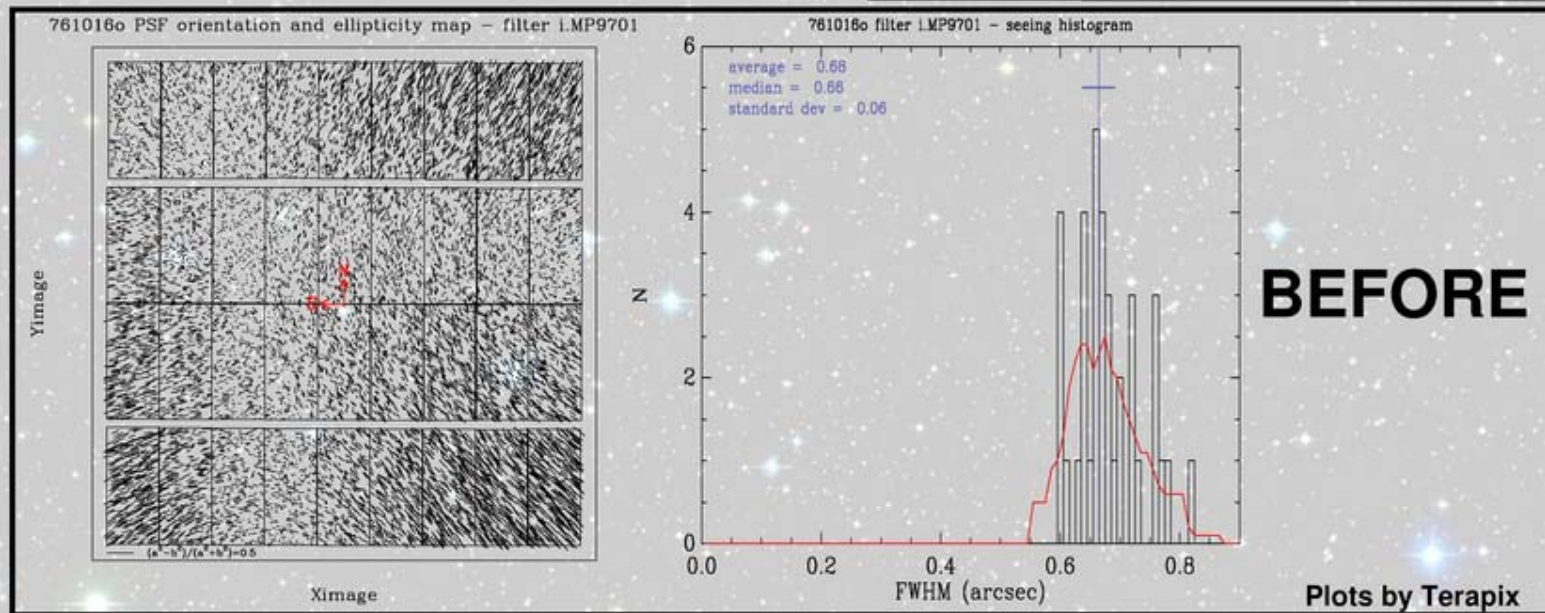 761016o PSF orientation and ellipticity map - filter i.MP9701
Yimage
N
E
(a²-b²)/(a²+b²)=0.5
Ximage
761016o filter i.MP9701 - seeing histogram
average = 0.68
median = 0.66
standard dev = 0.06
N
6
4
2
0
0.0 0.2 0.4 0.6 0.8
FWHM (arcsec)
BEFORE
Plots by Terapix